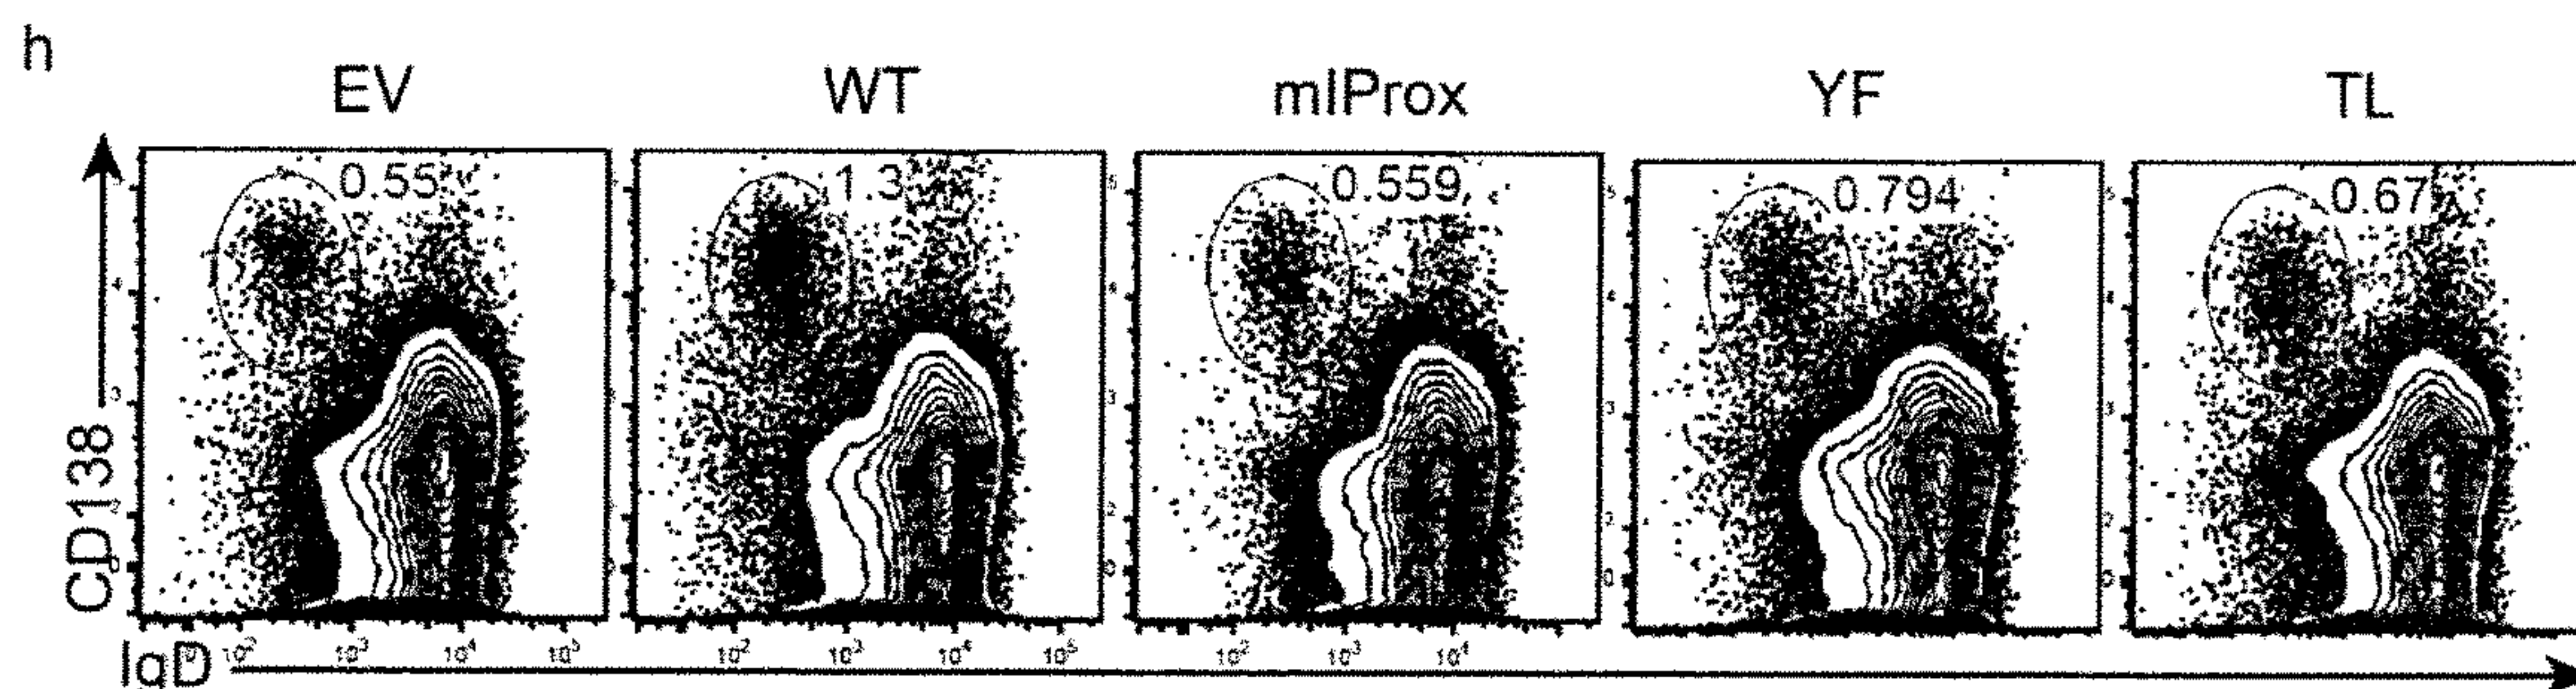 h
EV WT mIProx YF TL
0.55 1.3 0.559 0.794 0.67
CD138
IgD
10² 10³ 10⁴ 10⁵ 10² 10³ 10⁴ 10⁵ 10² 10³ 10⁴